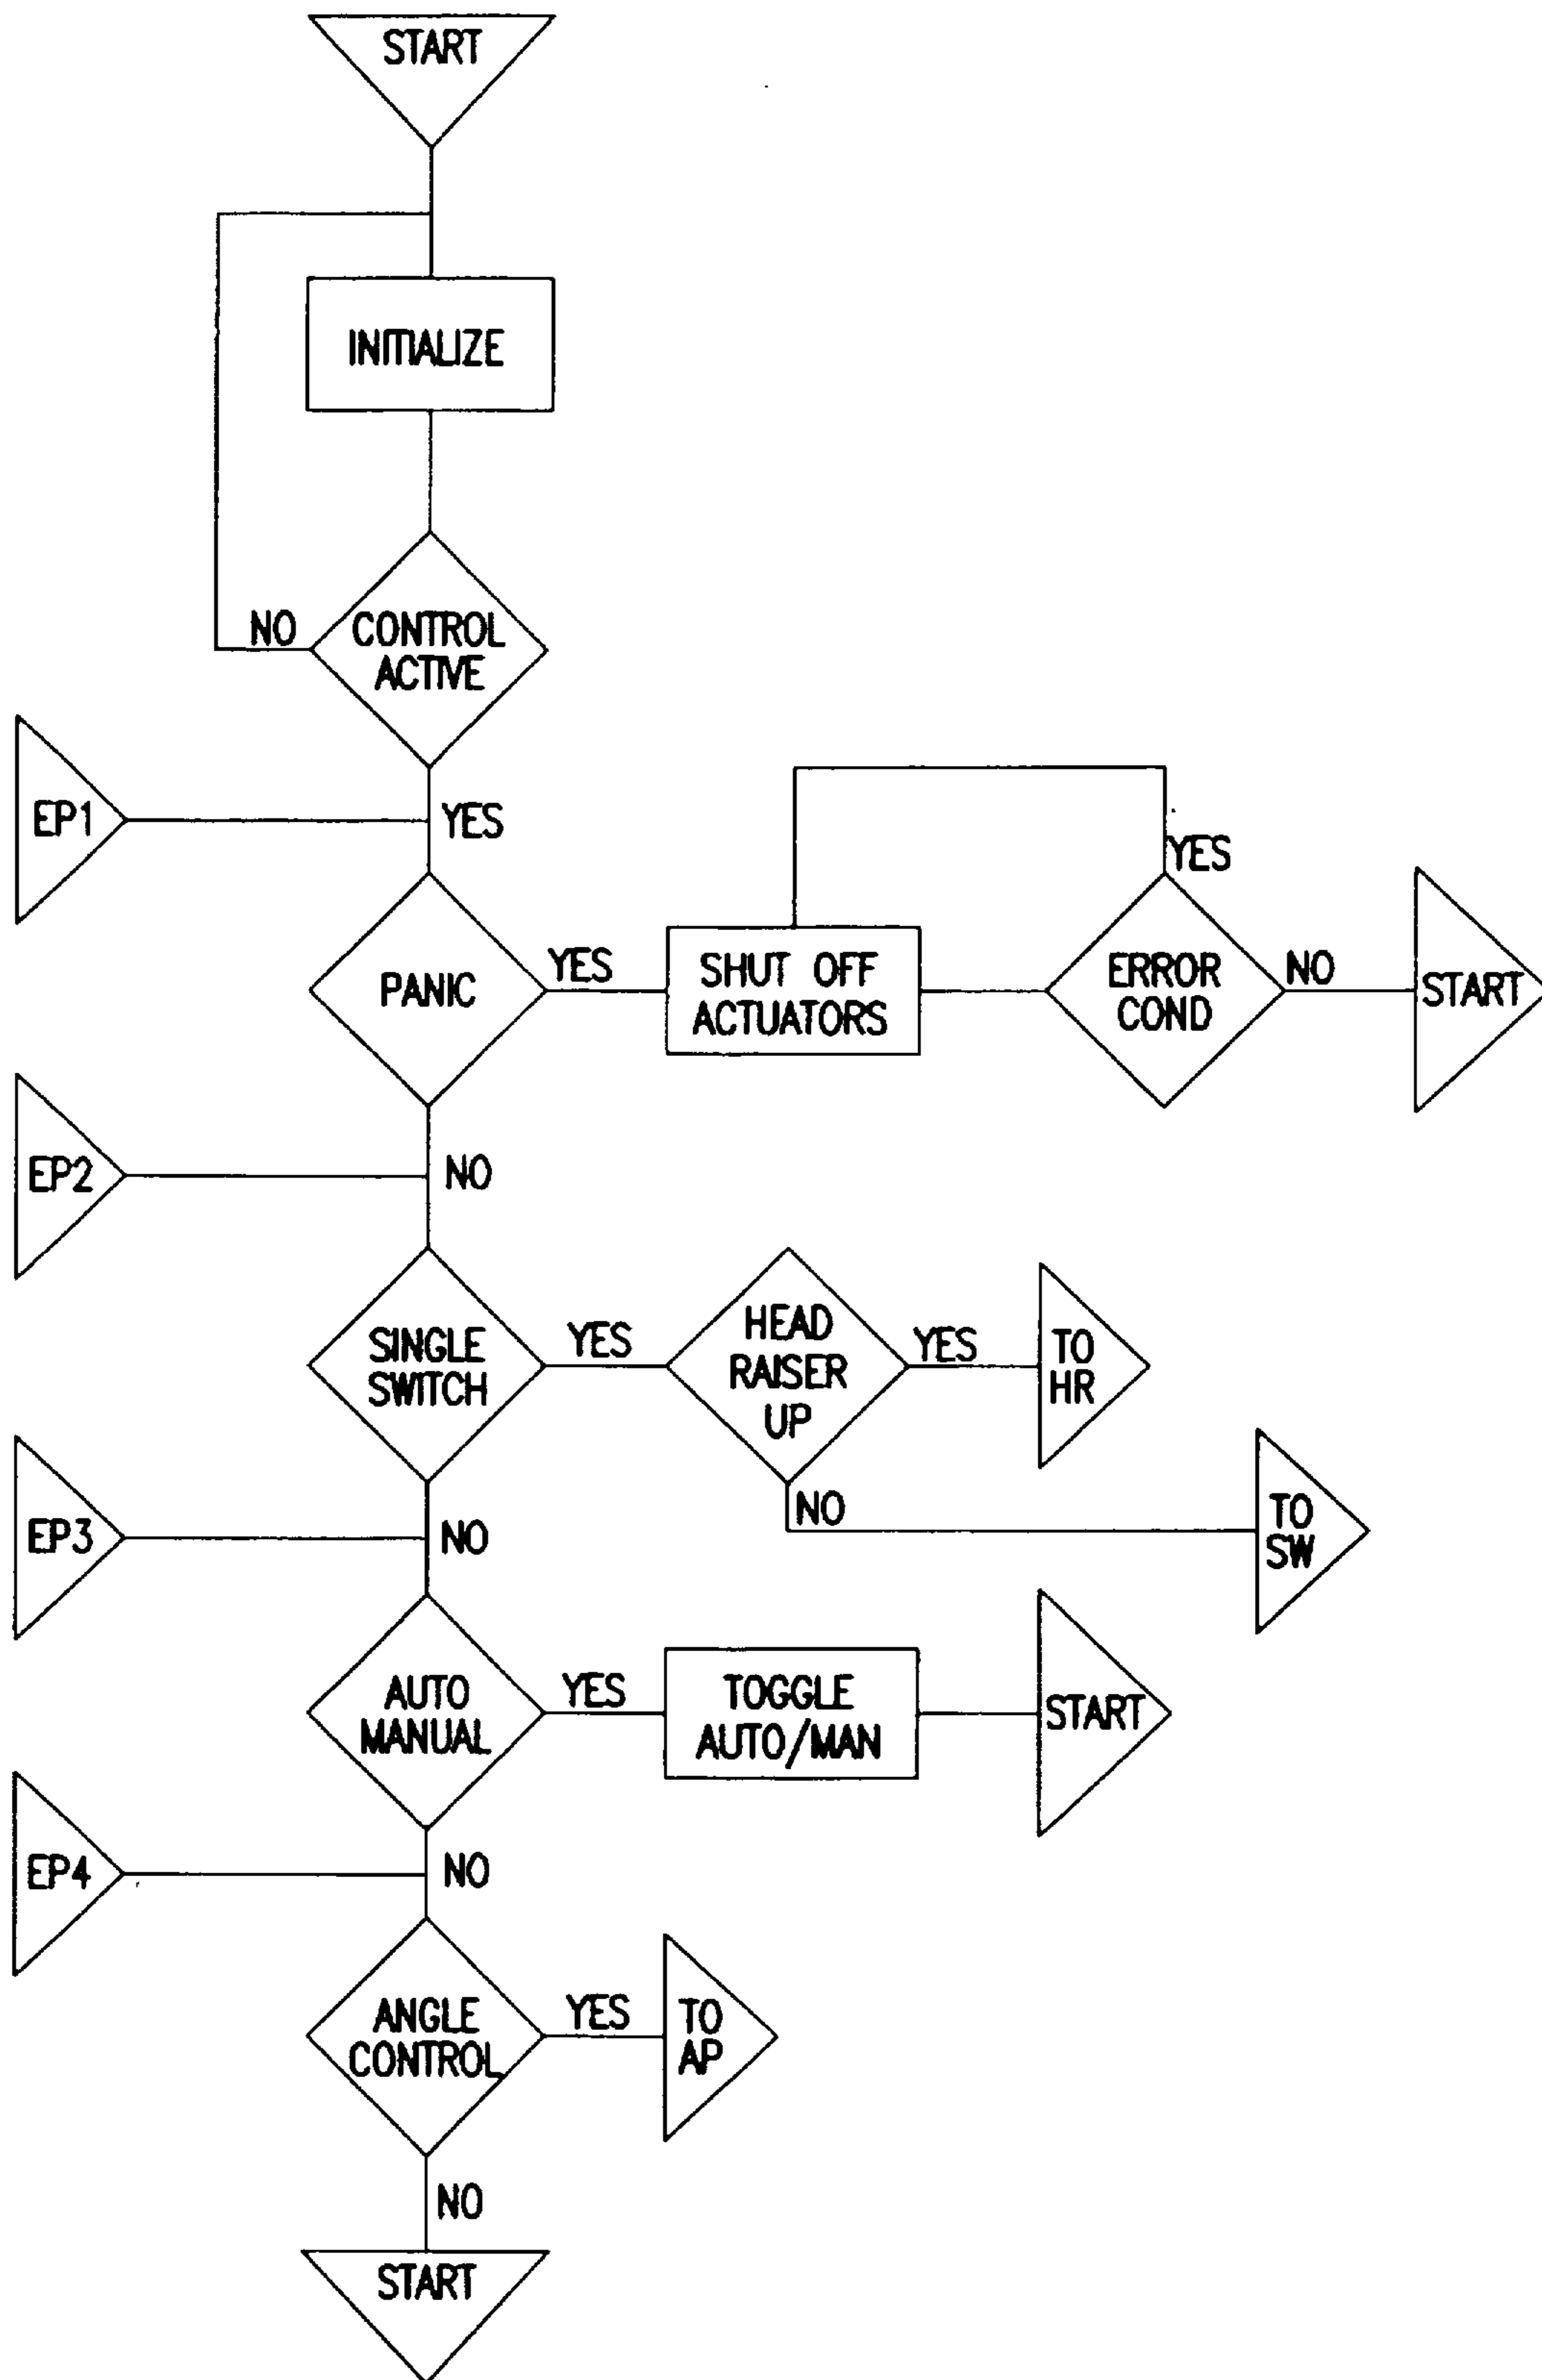 START
INITIALIZE
NO
CONTROL
ACTIVE
EP1
YES
YES
PANIC
YES
SHUT OFF
ACTUATORS
ERROR
COND
NO
START
EP2
NO
SINGLE
SWITCH
YES
HEAD
RAISER
UP
YES
TO
HR
NO
TO
SW
EP3
NO
AUTO
MANUAL
YES
TOGGLE
AUTO/MAN
START
EP4
NO
ANGLE
CONTROL
YES
TO
AP
NO
START